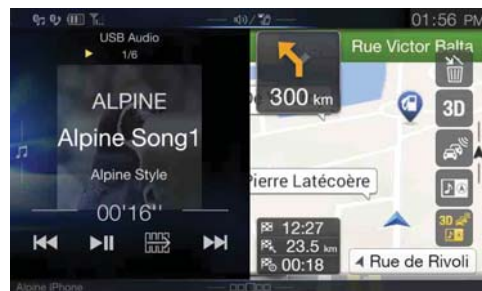 01:56 PM
USB Audio
1/6
ALPINE
Alpine Song1
Alpine Style
00'16''
Alpine iPhone
Rue Victor Balta
300 km
3D
Pierre Latécoère
3D
12:27
23.5 km
00:18
Rue de Rivoli